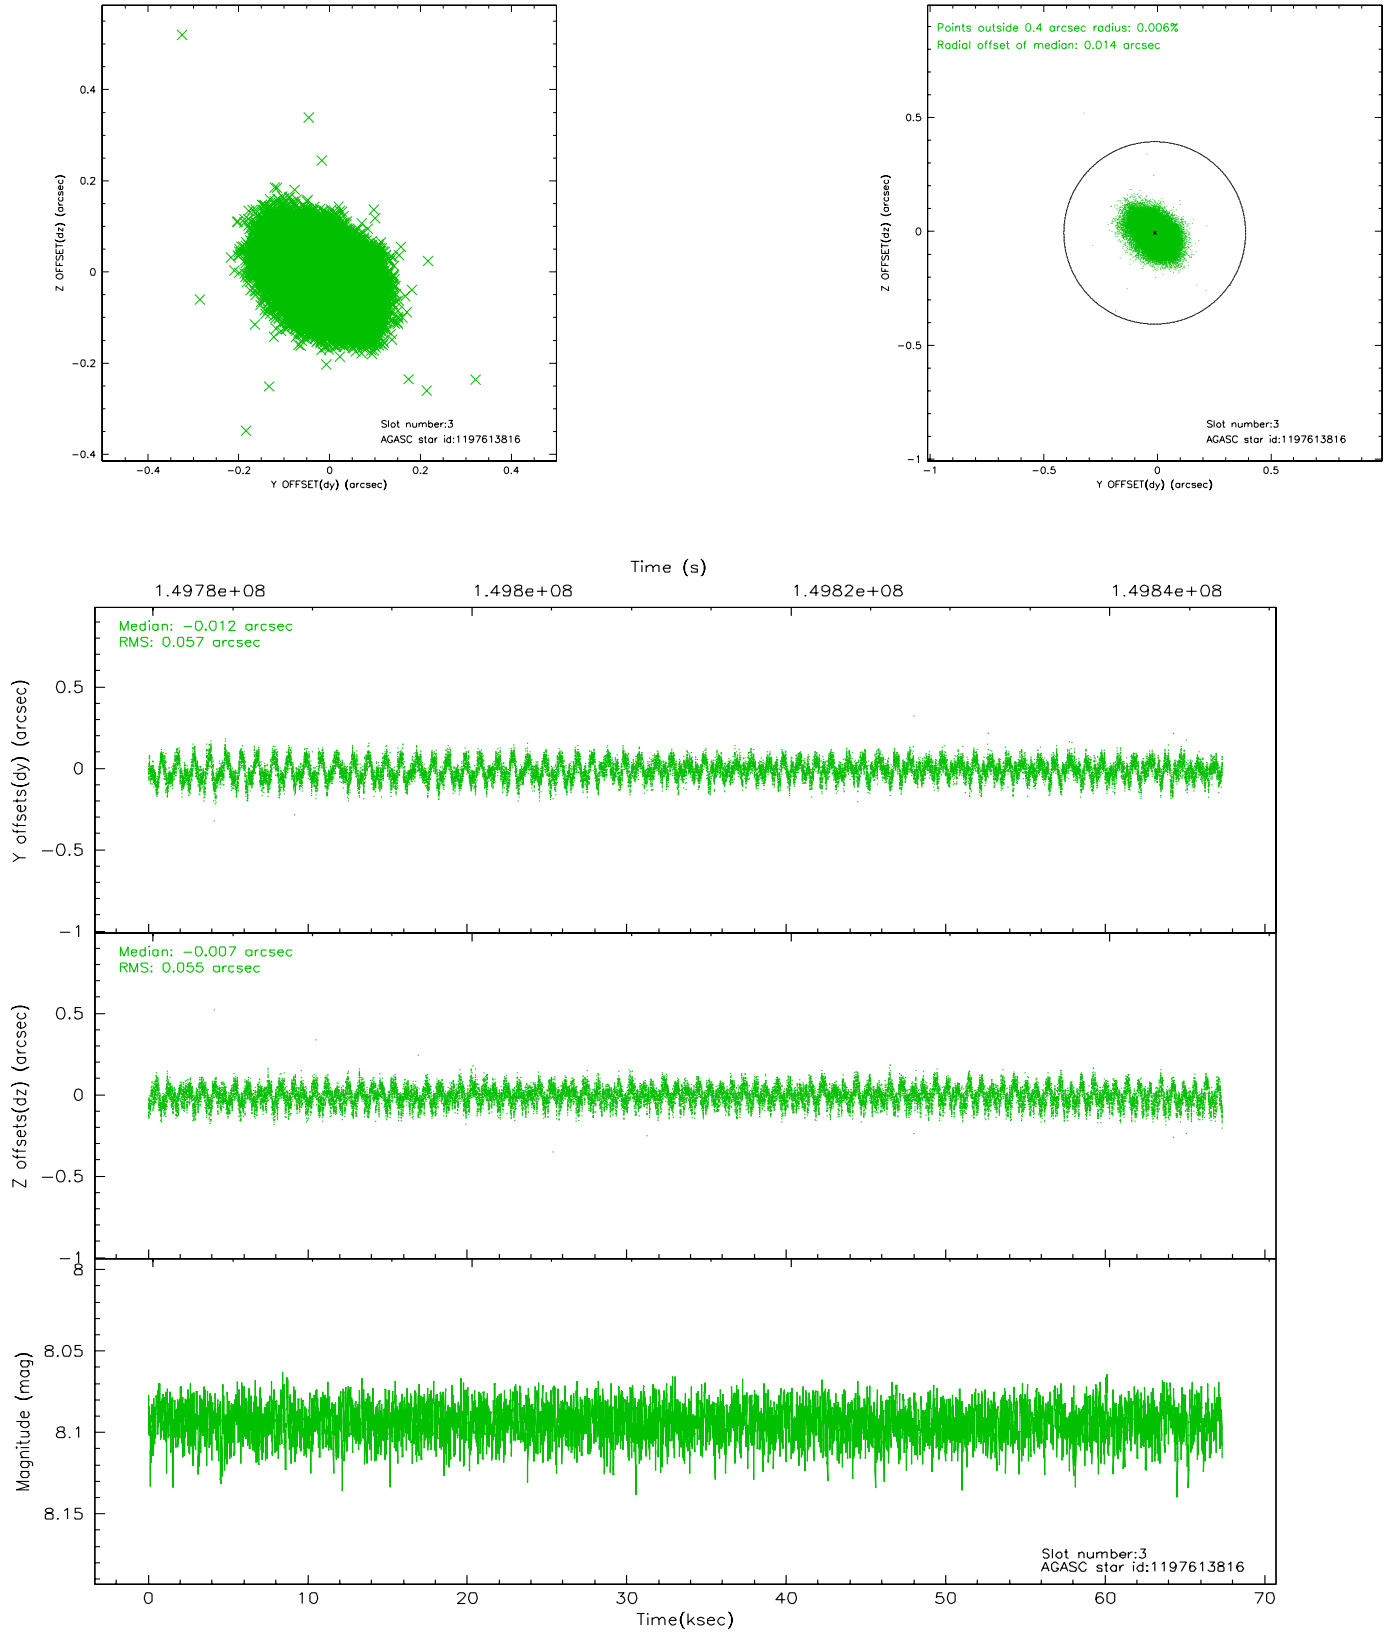 0.4
0.2
0
−0.2
−0.4
Z OFFSET(dz) (arcsec)
−0.4 −0.2 0 0.2 0.4
Y OFFSET(dy) (arcsec)
Slot number:3
AGASC star id:1197613816
Points outside 0.4 arcsec radius: 0.006%
Radial offset of median: 0.014 arcsec
0.5
0
−0.5
−1
Z OFFSET(dz) (arcsec)
−1 −0.5 0 0.5
Y OFFSET(dy) (arcsec)
Slot number:3
AGASC star id:1197613816
Time (s)
1.4978e+08 1.498e+08 1.4982e+08 1.4984e+08
Median: −0.012 arcsec
RMS: 0.057 arcsec
0.5
0
−0.5
−1
Y offsets(dy) (arcsec)
Median: −0.007 arcsec
RMS: 0.055 arcsec
0.5
0
−0.5
−1
Z offsets(dz) (arcsec)
8
8.05
8.1
8.15
Magnitude (mag)
Slot number:3
AGASC star id:1197613816
0 10 20 30 40 50 60 70
Time(ksec)